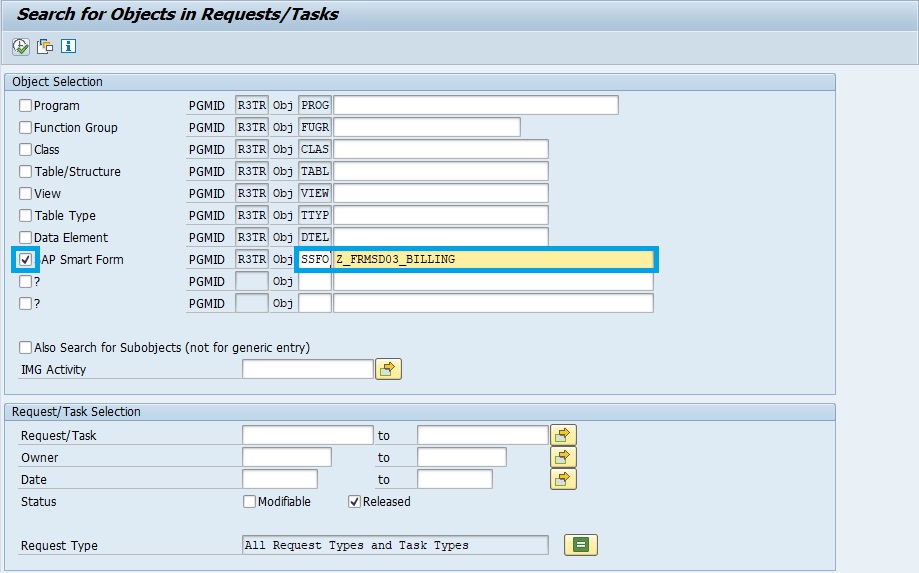 Search for Objects in Requests/Tasks
Object Selection
Program PGMID R3TR Obj PROG
Function Group PGMID R3TR Obj FUGR
Class PGMID R3TR Obj CLAS
Table/Structure PGMID R3TR Obj TABL
View PGMID R3TR Obj VIEW
Table Type PGMID R3TR Obj TTYP
Data Element PGMID R3TR Obj DTEL
AP Smart Form PGMID R3TR Obj SSFO Z_FRMSD03_BILLING
? PGMID Obj
? PGMID Obj
Also Search for Subobjects (not for generic entry)
IMG Activity
Request/Task Selection
Request/Task to
Owner to
Date to
Status Modifiable Released
Request Type All Request Types and Task Types